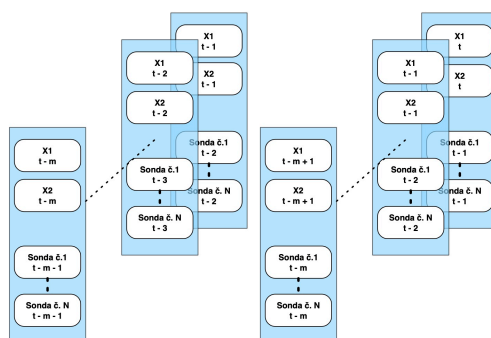 X1
t - 1
X2
t - 1
Sonda č.1
t - 2
Sonda č. N
t - 2
X1
t - 2
X2
t - 2
Sonda č.1
t - 3
Sonda č. N
t - 3
X1
t - m
X2
t - m
Sonda č.1
t - m - 1
Sonda č. N
t - m - 1
X1
t
X2
t
Sonda č.1
t - 1
Sonda č. N
t - 1
X1
t - 1
X2
t - 1
Sonda č.1
t - 2
Sonda č. N
t - 2
X1
t - m + 1
X2
t - m + 1
Sonda č.1
t - m
Sonda č. N
t - m